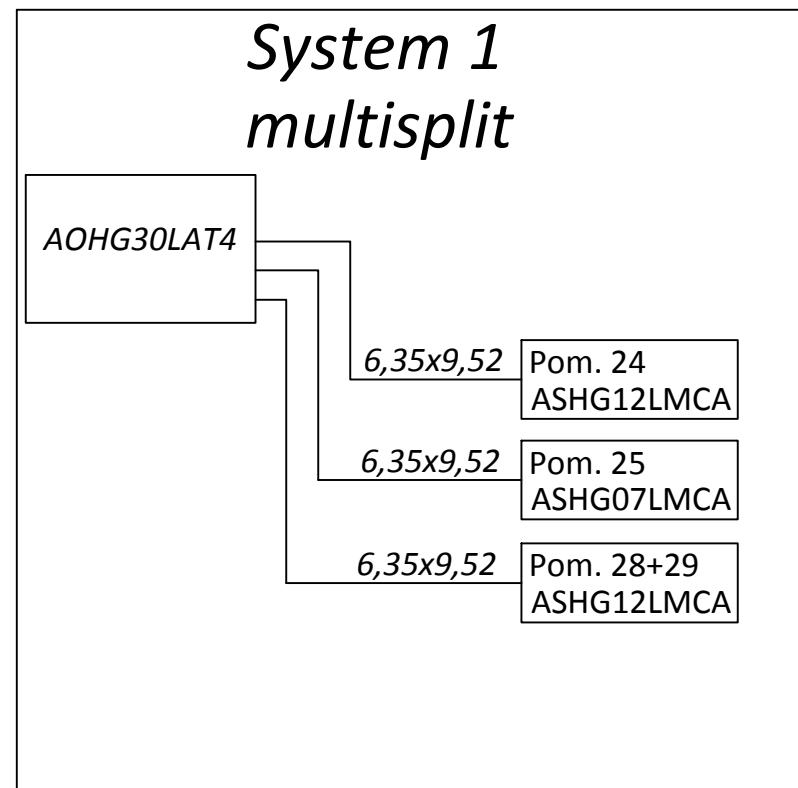 System 1
multisplit
AOHG30LAT4
6,35x9,52
Pom. 24
ASHG12LMCA
6,35x9,52
Pom. 25
ASHG07LMCA
6,35x9,52
Pom. 28+29
ASHG12LMCA